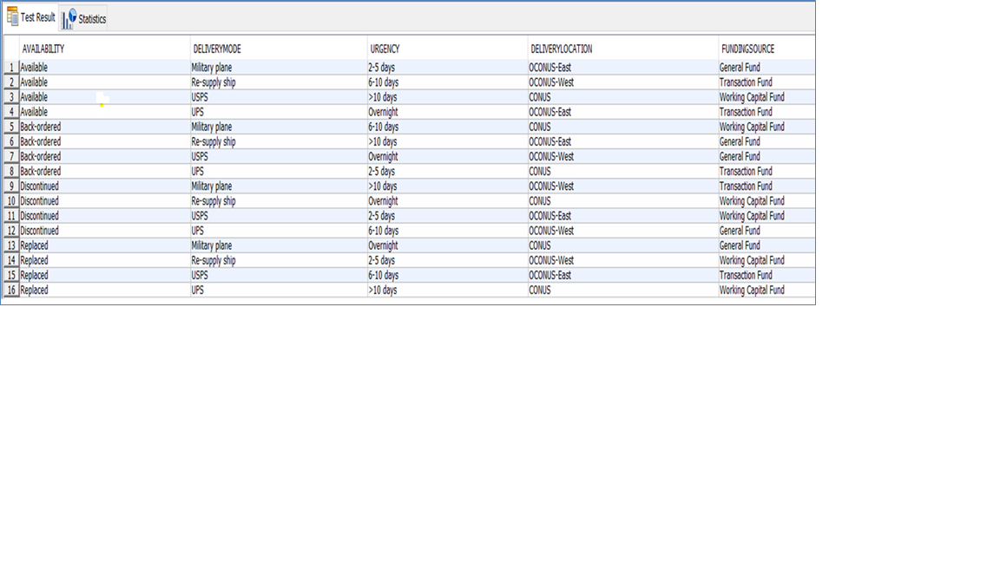 Test Result Statistics
AVAILABILITY DELIVERYMODE URGENCY DELIVERYLOCATION FUNDINGSOURCE
1 Available Military plane 2-5 days OCONUS-East General Fund
2 Available Re-supply ship 6-10 days OCONUS-West Transaction Fund
3 Available USPS >10 days CONUS Working Capital Fund
4 Available UPS Overnight OCONUS-East Transaction Fund
5 Back-ordered Military plane 6-10 days CONUS Working Capital Fund
6 Back-ordered Re-supply ship >10 days OCONUS-East General Fund
7 Back-ordered USPS Overnight OCONUS-West General Fund
8 Back-ordered UPS 2-5 days CONUS Transaction Fund
9 Discontinued Military plane >10 days OCONUS-West Transaction Fund
10 Discontinued Re-supply ship Overnight CONUS Working Capital Fund
11 Discontinued USPS 2-5 days OCONUS-East Working Capital Fund
12 Discontinued UPS 6-10 days OCONUS-West General Fund
13 Replaced Military plane Overnight CONUS General Fund
14 Replaced Re-supply ship 2-5 days OCONUS-West Working Capital Fund
15 Replaced USPS 6-10 days OCONUS-East Transaction Fund
16 Replaced UPS >10 days CONUS Working Capital Fund